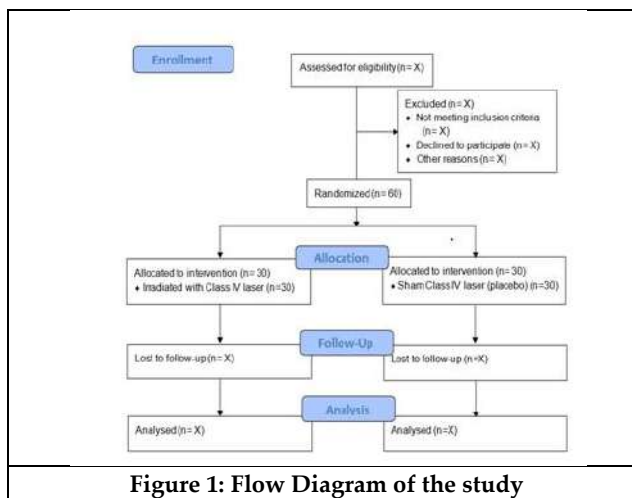 Enrollment
Assessed for eligibility (n= X)
Excluded (n= X)
♦ Not meeting inclusion criteria
(n= X)
♦ Declined to participate (n= X)
♦ Other reasons (n= X)
Randomized (n= 60)
Allocation
Allocated to intervention (n= 30)
♦ Irradiated with Class IV laser (n=30)
Allocated to intervention (n= 30)
♦ Sham Class IV laser (placebo) (n=30)
Follow-Up
Lost to follow-up (n= X)
Lost to follow-up (n=X)
Analysis
Analysed (n= X)
Analysed (n=X)
Figure 1: Flow Diagram of the study